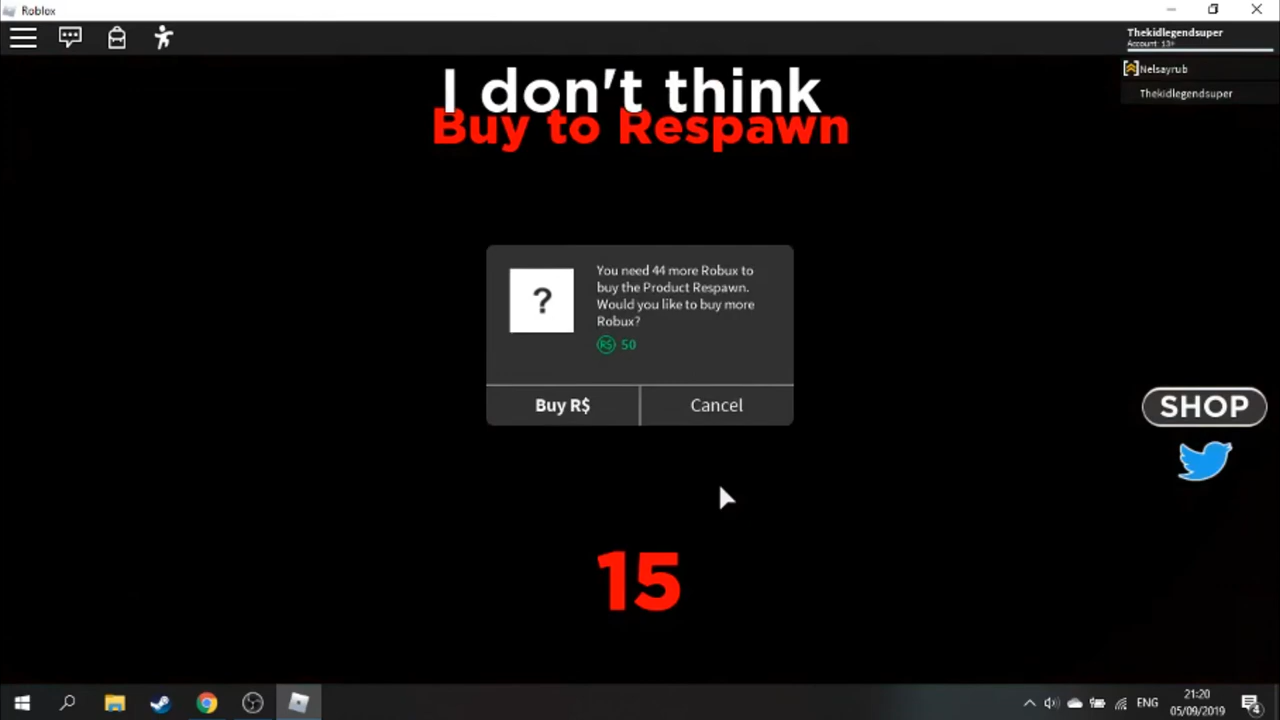 Roblox
Thekidlegendsuper
Account: 13+
Nelsayrub
Thekidlegendsuper
I don't think
Buy to Respawn
?
You need 44 more Robux to
buy the Product Respawn.
Would you like to buy more
Robux?
R$ 50
Buy R$
Cancel
SHOP
15
ENG
21:20
05/09/2019
4